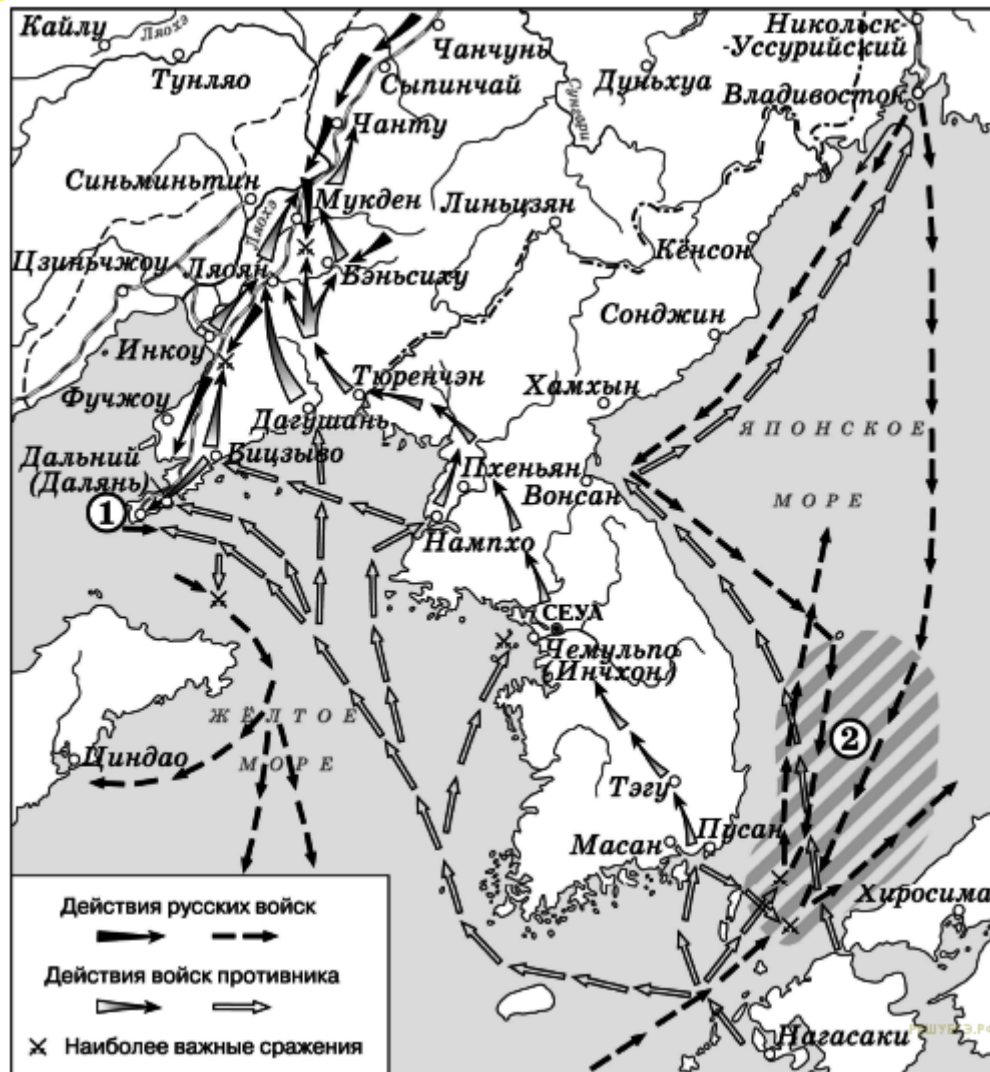 Кайлу
Ляохэ
Тунляо
Чанчунь
Сыпинчай
Чанту
Дуньхуа
Сунгари
Никольск-
-Уссурийский
Владивосток
Синьминьтин
Ляохэ
Мукден
Линьцзян
Кёнсон
Цзиньчжоу
Ляоян
Бэньсиху
Сонджин
Инкоу
Тюренчэн
Хамхын
Фучжоу
Дагушань
ЯПОНСКОЕ
Дальний
(Далянь)
Бицзыво
Пхеньян
Вонсан
МОРЕ
1
Нампхо
СЕУЛ
Чемульпо
(Инчхон)
ЖЁЛТОЕ
МОРЕ
2
Циндао
Тэгу
Масан
Пусан
Хиросима
Нагасаки
Действия русских войск
Действия войск противника
Наиболее важные сражения